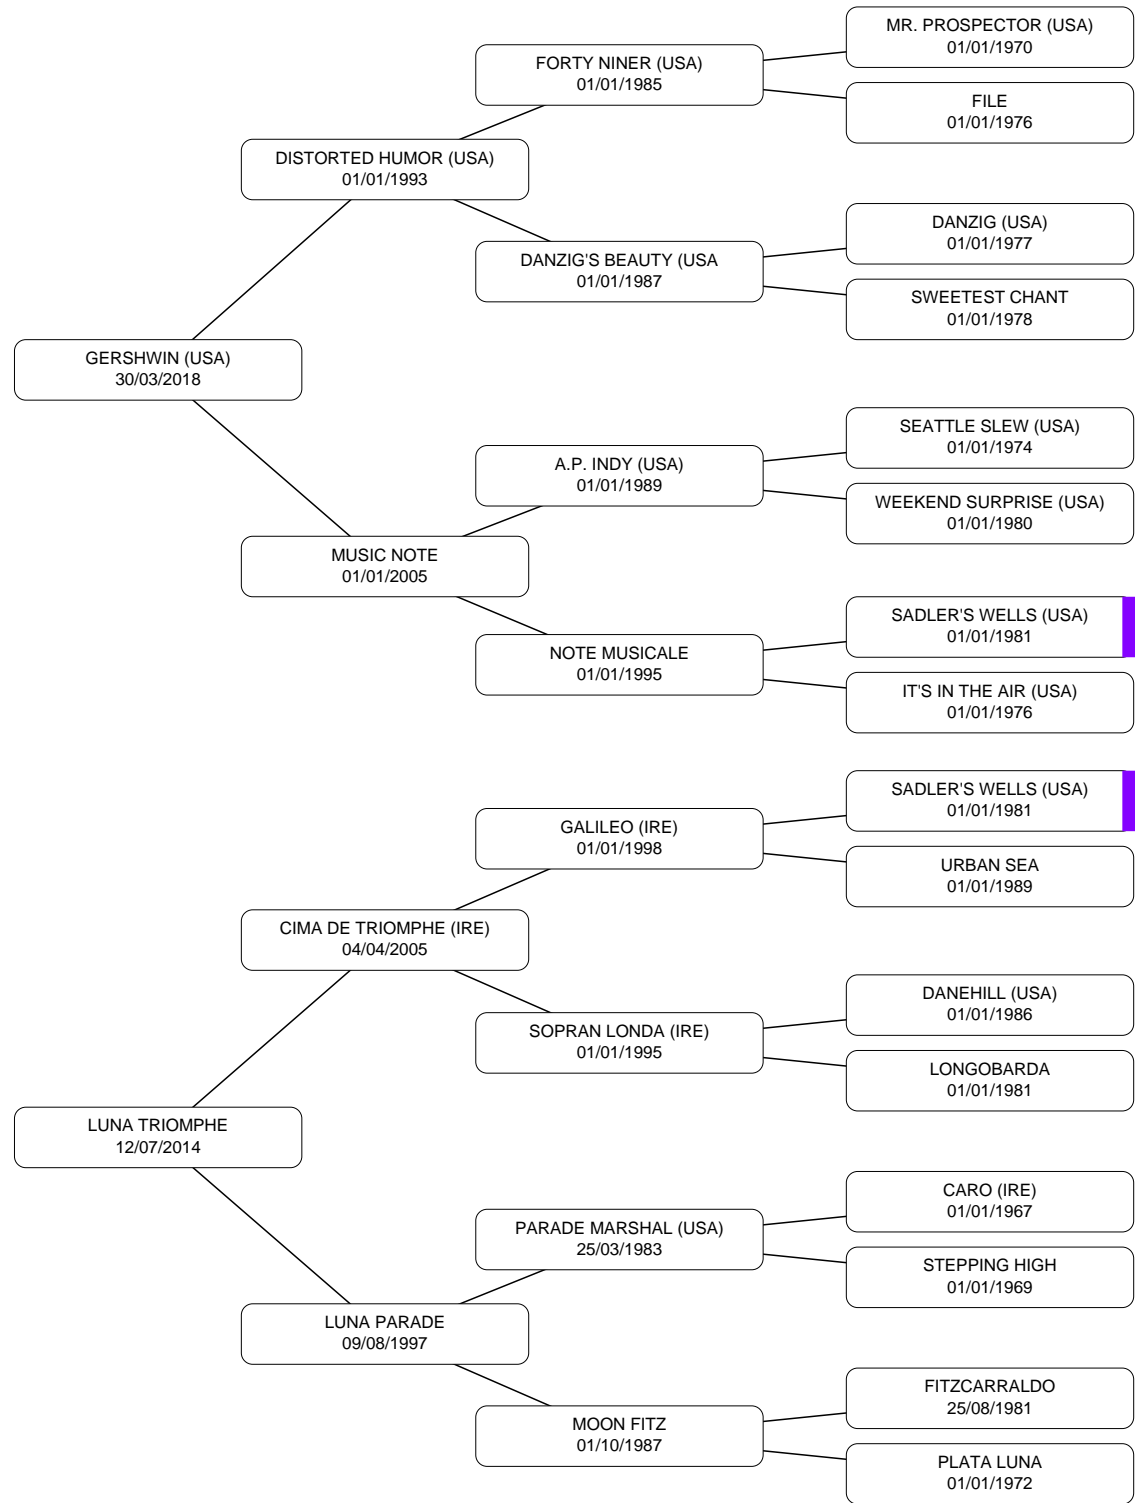 MR. PROSPECTOR (USA)
01/01/1970
FORTY NINER (USA)
01/01/1985
FILE
01/01/1976
DISTORTED HUMOR (USA)
01/01/1993
DANZIG (USA)
01/01/1977
DANZIG'S BEAUTY (USA
01/01/1987
SWEETEST CHANT
01/01/1978
GERSHWIN (USA)
30/03/2018
SEATTLE SLEW (USA)
01/01/1974
A.P. INDY (USA)
01/01/1989
WEEKEND SURPRISE (USA)
01/01/1980
MUSIC NOTE
01/01/2005
SADLER'S WELLS (USA)
01/01/1981
NOTE MUSICALE
01/01/1995
IT'S IN THE AIR (USA)
01/01/1976
SADLER'S WELLS (USA)
01/01/1981
GALILEO (IRE)
01/01/1998
URBAN SEA
01/01/1989
CIMA DE TRIOMPHE (IRE)
04/04/2005
DANEHILL (USA)
01/01/1986
SOPRAN LONDA (IRE)
01/01/1995
LONGOBARDA
01/01/1981
LUNA TRIOMPHE
12/07/2014
CARO (IRE)
01/01/1967
PARADE MARSHAL (USA)
25/03/1983
STEPPING HIGH
01/01/1969
LUNA PARADE
09/08/1997
FITZCARRALDO
25/08/1981
MOON FITZ
01/10/1987
PLATA LUNA
01/01/1972